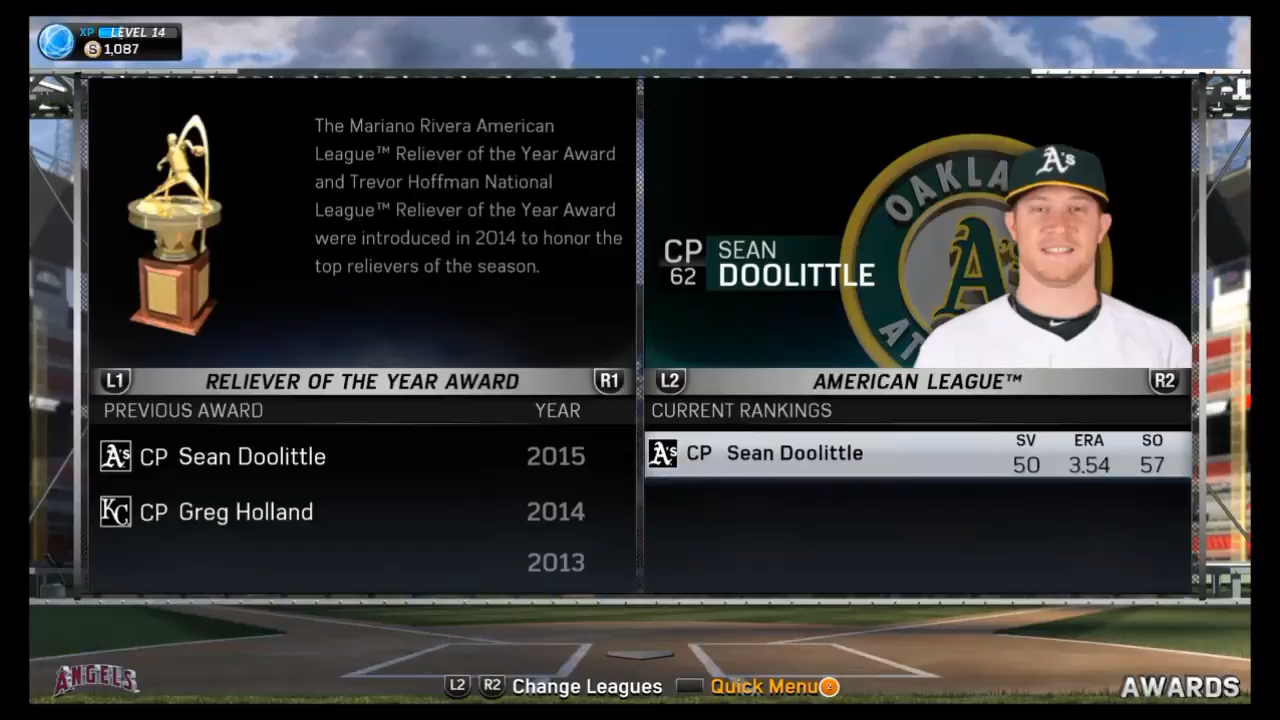 XP LEVEL 14
S 1,087
The Mariano Rivera American
League™ Reliever of the Year Award
and Trevor Hoffman National
League™ Reliever of the Year Award
were introduced in 2014 to honor the
top relievers of the season.
OAKLA
A's
AT
A's
CP SEAN
62 DOOLITTLE
L1 RELIEVER OF THE YEAR AWARD R1
PREVIOUS AWARD YEAR
A's CP Sean Doolittle 2015
KC CP Greg Holland 2014
2013
L2 AMERICAN LEAGUE™ R2
CURRENT RANKINGS
SV ERA SO
A's CP Sean Doolittle 50 3.54 57
ANGELS
L2 R2 Change Leagues Quick Menu 2
AWARDS